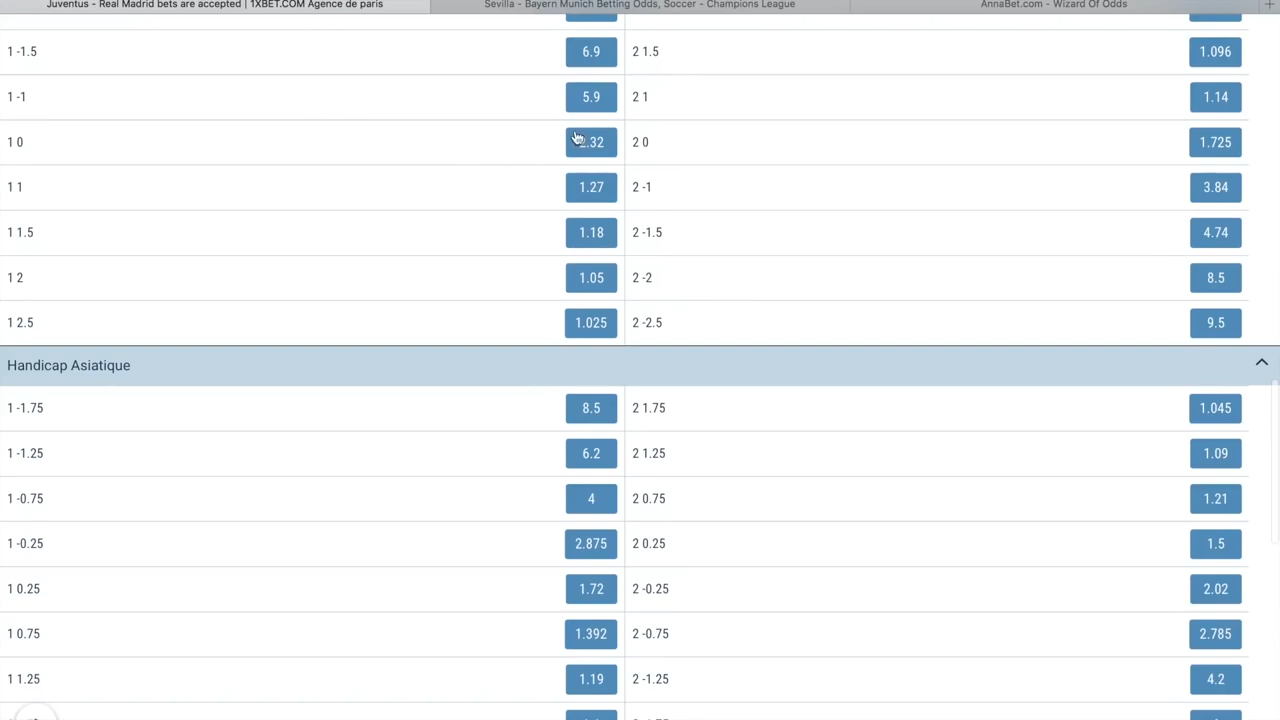 Juventus - Real Madrid bets are accepted | 1XBET.COM Agence de paris Sevilla - Bayern Munich Betting Odds, Soccer - Champions League AnnaBet.com - Wizard Of Odds
1 -1.5 6.9 2 1.5 1.096
1 -1 5.9 2 1 1.14
1 0 .32 2 0 1.725
1 1 1.27 2 -1 3.84
1 1.5 1.18 2 -1.5 4.74
1 2 1.05 2 -2 8.5
1 2.5 1.025 2 -2.5 9.5
Handicap Asiatique
1 -1.75 8.5 2 1.75 1.045
1 -1.25 6.2 2 1.25 1.09
1 -0.75 4 2 0.75 1.21
1 -0.25 2.875 2 0.25 1.5
1 0.25 1.72 2 -0.25 2.02
1 0.75 1.392 2 -0.75 2.785
1 1.25 1.19 2 -1.25 4.2